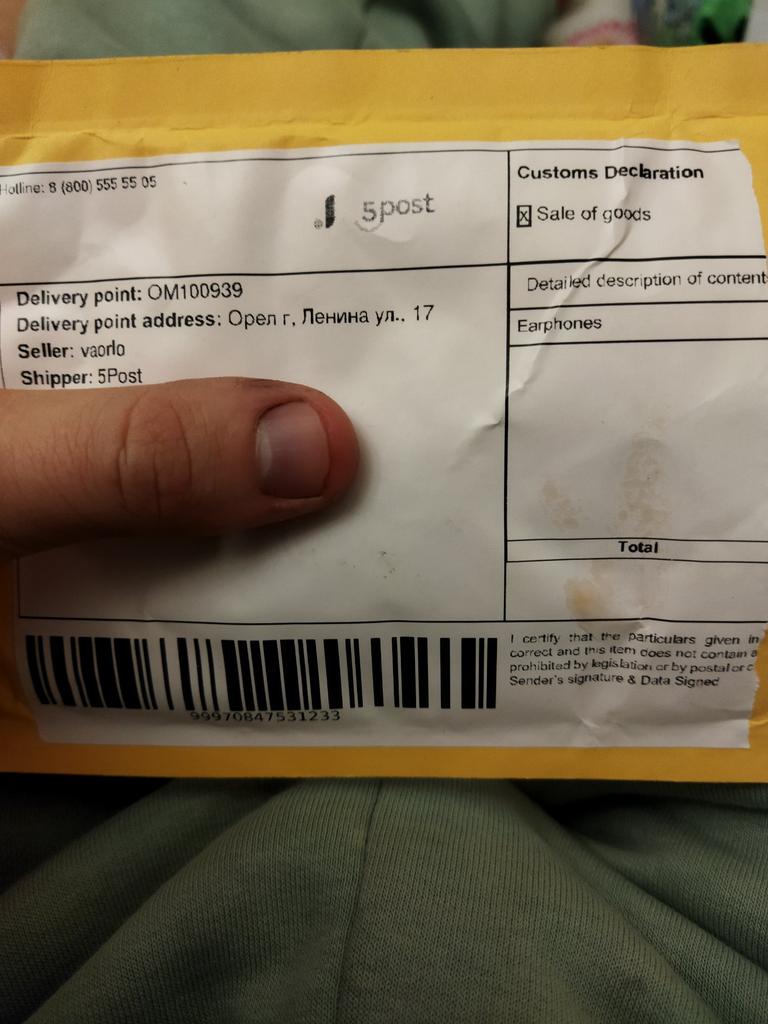 Hotline: 8 (800) 555 55 05
5post
Delivery point: OM100939
Delivery point address: Орел г, Ленина ул., 17
Seller: vaorlo
Shipper: 5Post
99970847531233
Customs Declaration
[X] Sale of goods
Detailed description of content
Earphones
Total
I certify that the particulars given in
correct and this item does not contain a
prohibited by legislation or by postal or c
Sender's signature & Data Signed